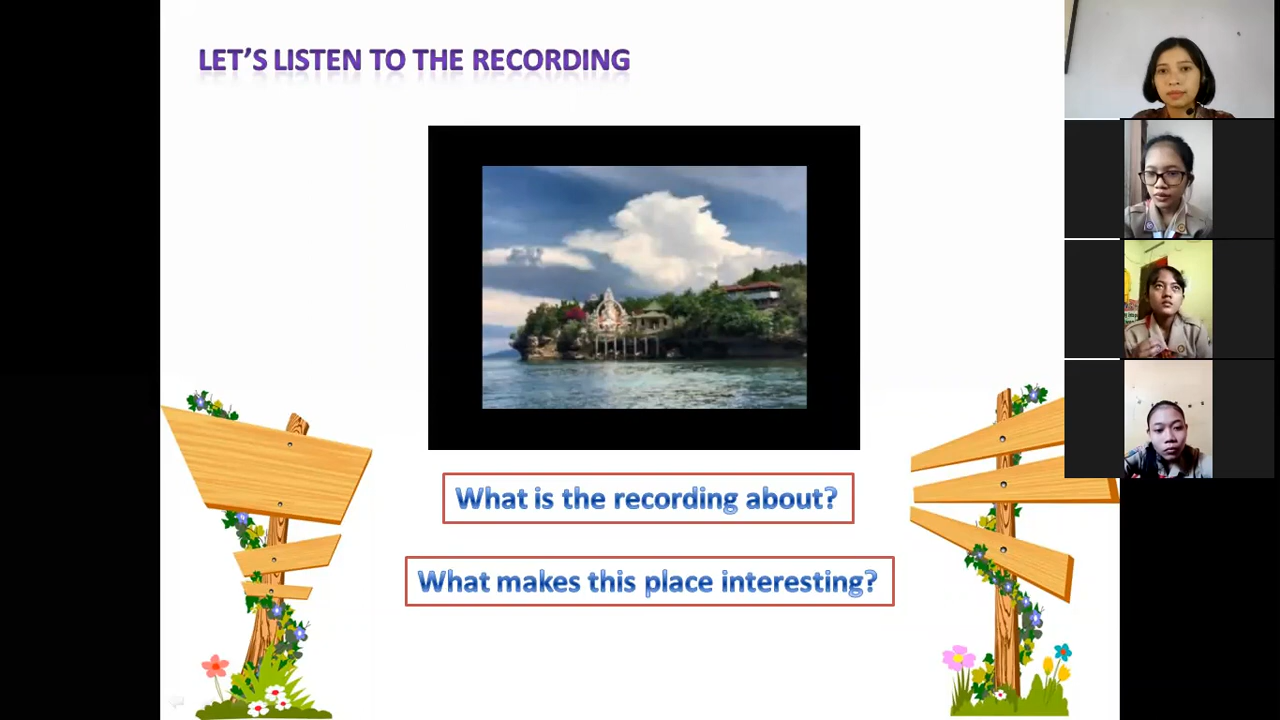 LET'S LISTEN TO THE RECORDING
What is the recording about?
What makes this place interesting?